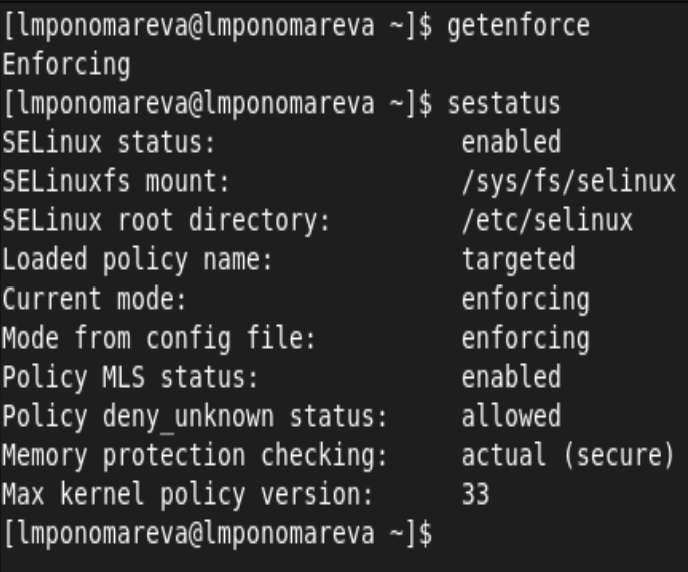 [lmponomareva@lmponomareva ~]$ getenforce
Enforcing
[lmponomareva@lmponomareva ~]$ sestatus
SELinux status:                 enabled
SELinuxfs mount:                /sys/fs/selinux
SELinux root directory:         /etc/selinux
Loaded policy name:             targeted
Current mode:                   enforcing
Mode from config file:          enforcing
Policy MLS status:              enabled
Policy deny_unknown status:     allowed
Memory protection checking:     actual (secure)
Max kernel policy version:      33
[lmponomareva@lmponomareva ~]$